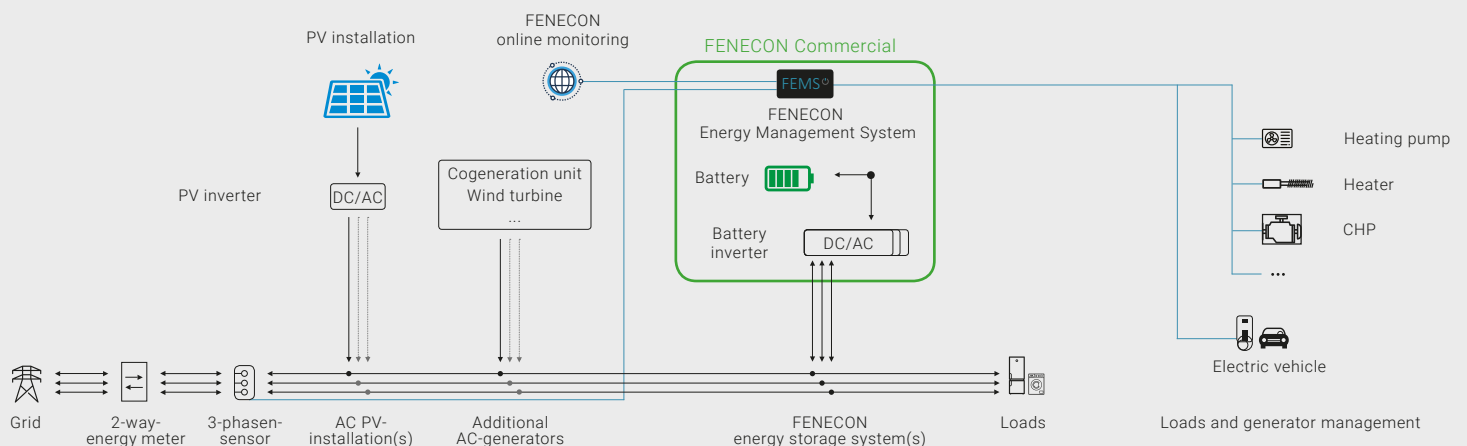 FENECON
online monitoring
PV installation
FENECON Commercial
FEMS
FENECON
Energy Management System
Heating pump
Cogeneration unit
Wind turbine
...
Battery
PV inverter
DC/AC
Heater
Battery
inverter
DC/AC
CHP
...
Electric vehicle
Grid
2-way-
energy meter
3-phasen-
sensor
AC PV-
installation(s)
Additional
AC-generators
FENECON
energy storage system(s)
Loads
Loads and generator management